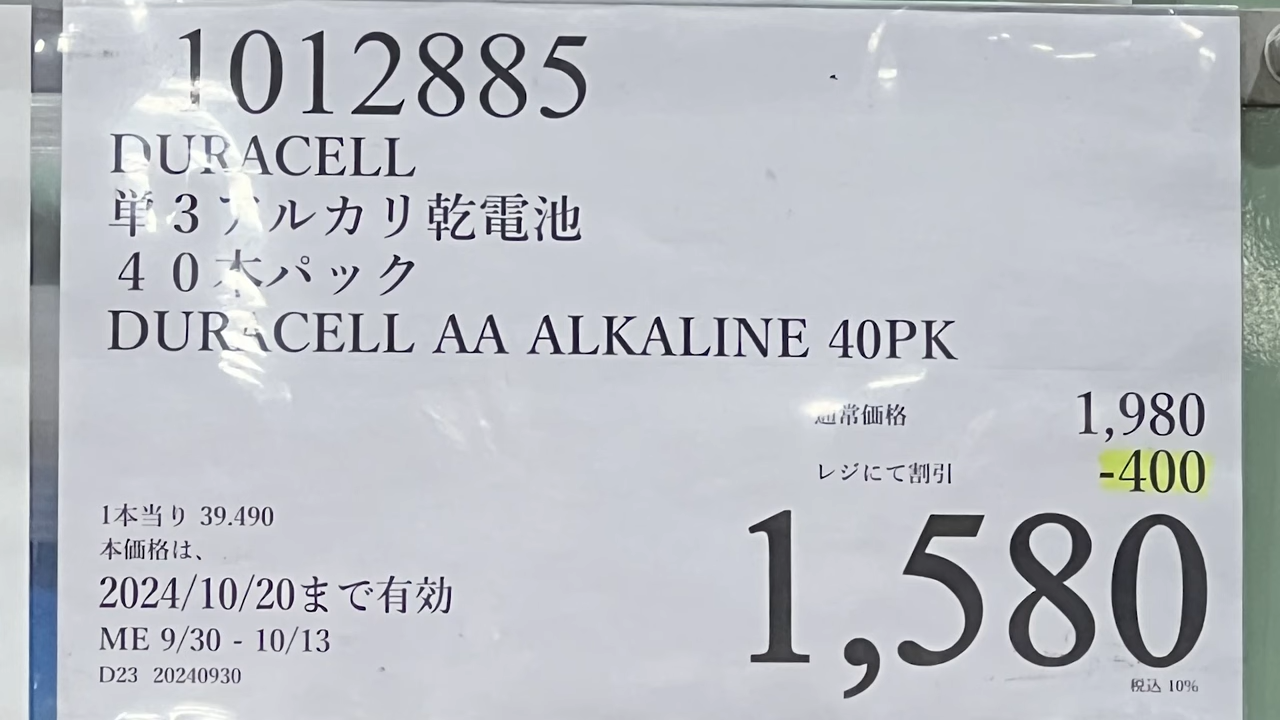 1012885
DURACELL
単３アルカリ乾電池
４０本パック
DURACELL AA ALKALINE 40PK
通常価格 1,980
レジにて割引 -400
1,580
税込 10%
1本当り 39.490
本価格は、
2024/10/20まで有効
ME 9/30 - 10/13
D23 20240930